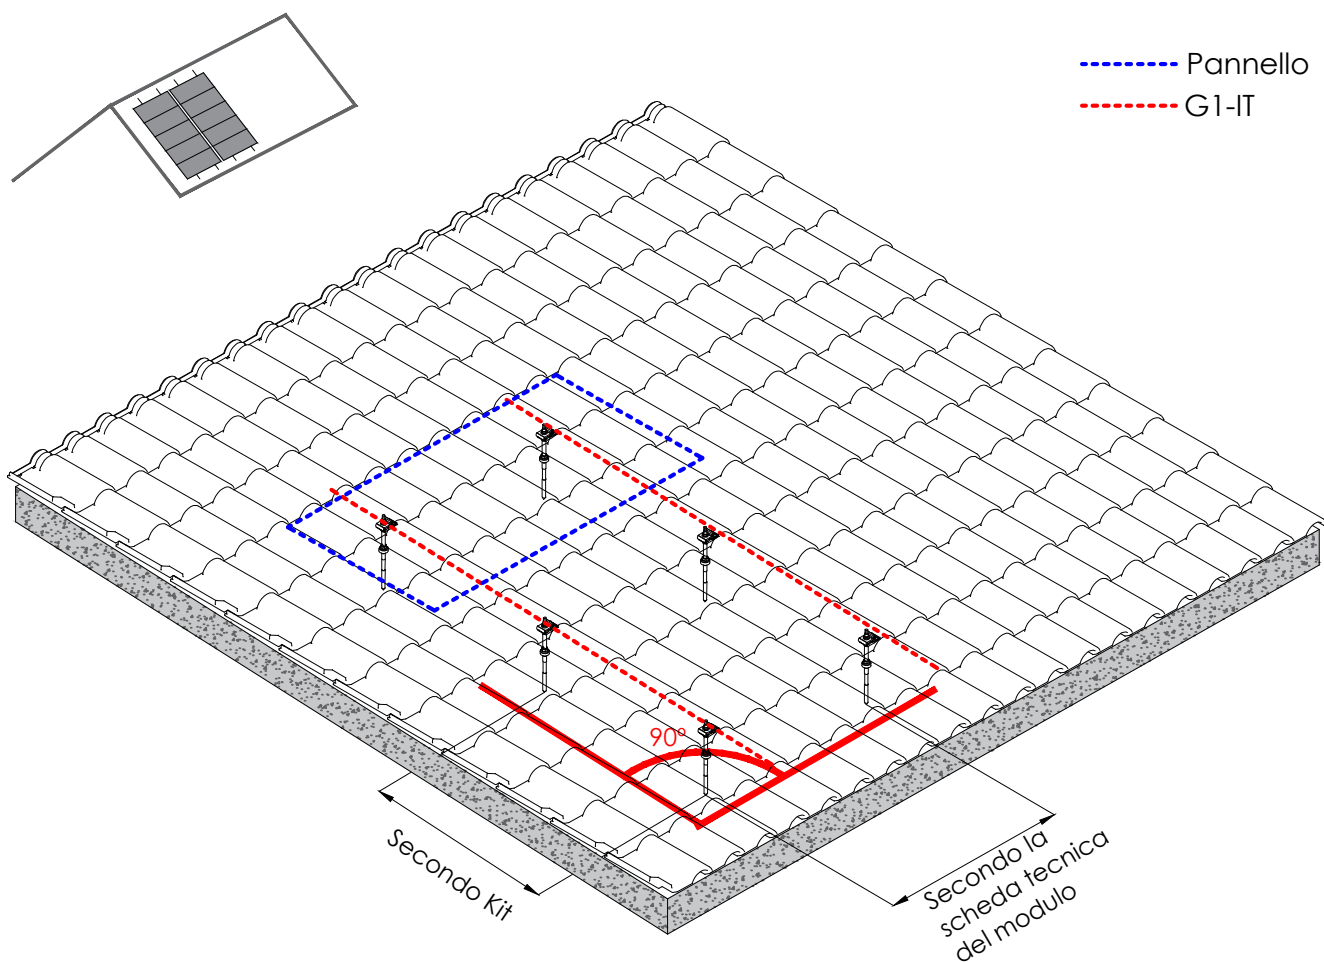 Pannello
G1-IT
90°
Secondo Kit
Secondo la
scheda tecnica
del modulo